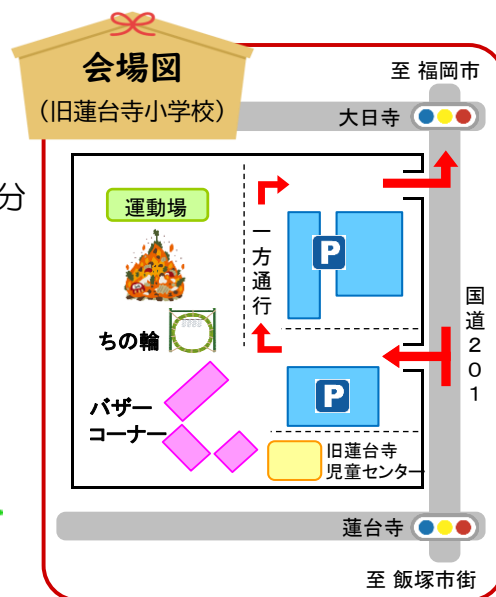 会場図
(旧蓮台寺小学校)
至 福岡市
大日寺
分
運動場
一方通行
P
国道201
ちの輪
P
バザー
コーナー
旧蓮台寺
児童センター
蓮台寺
至 飯塚市街